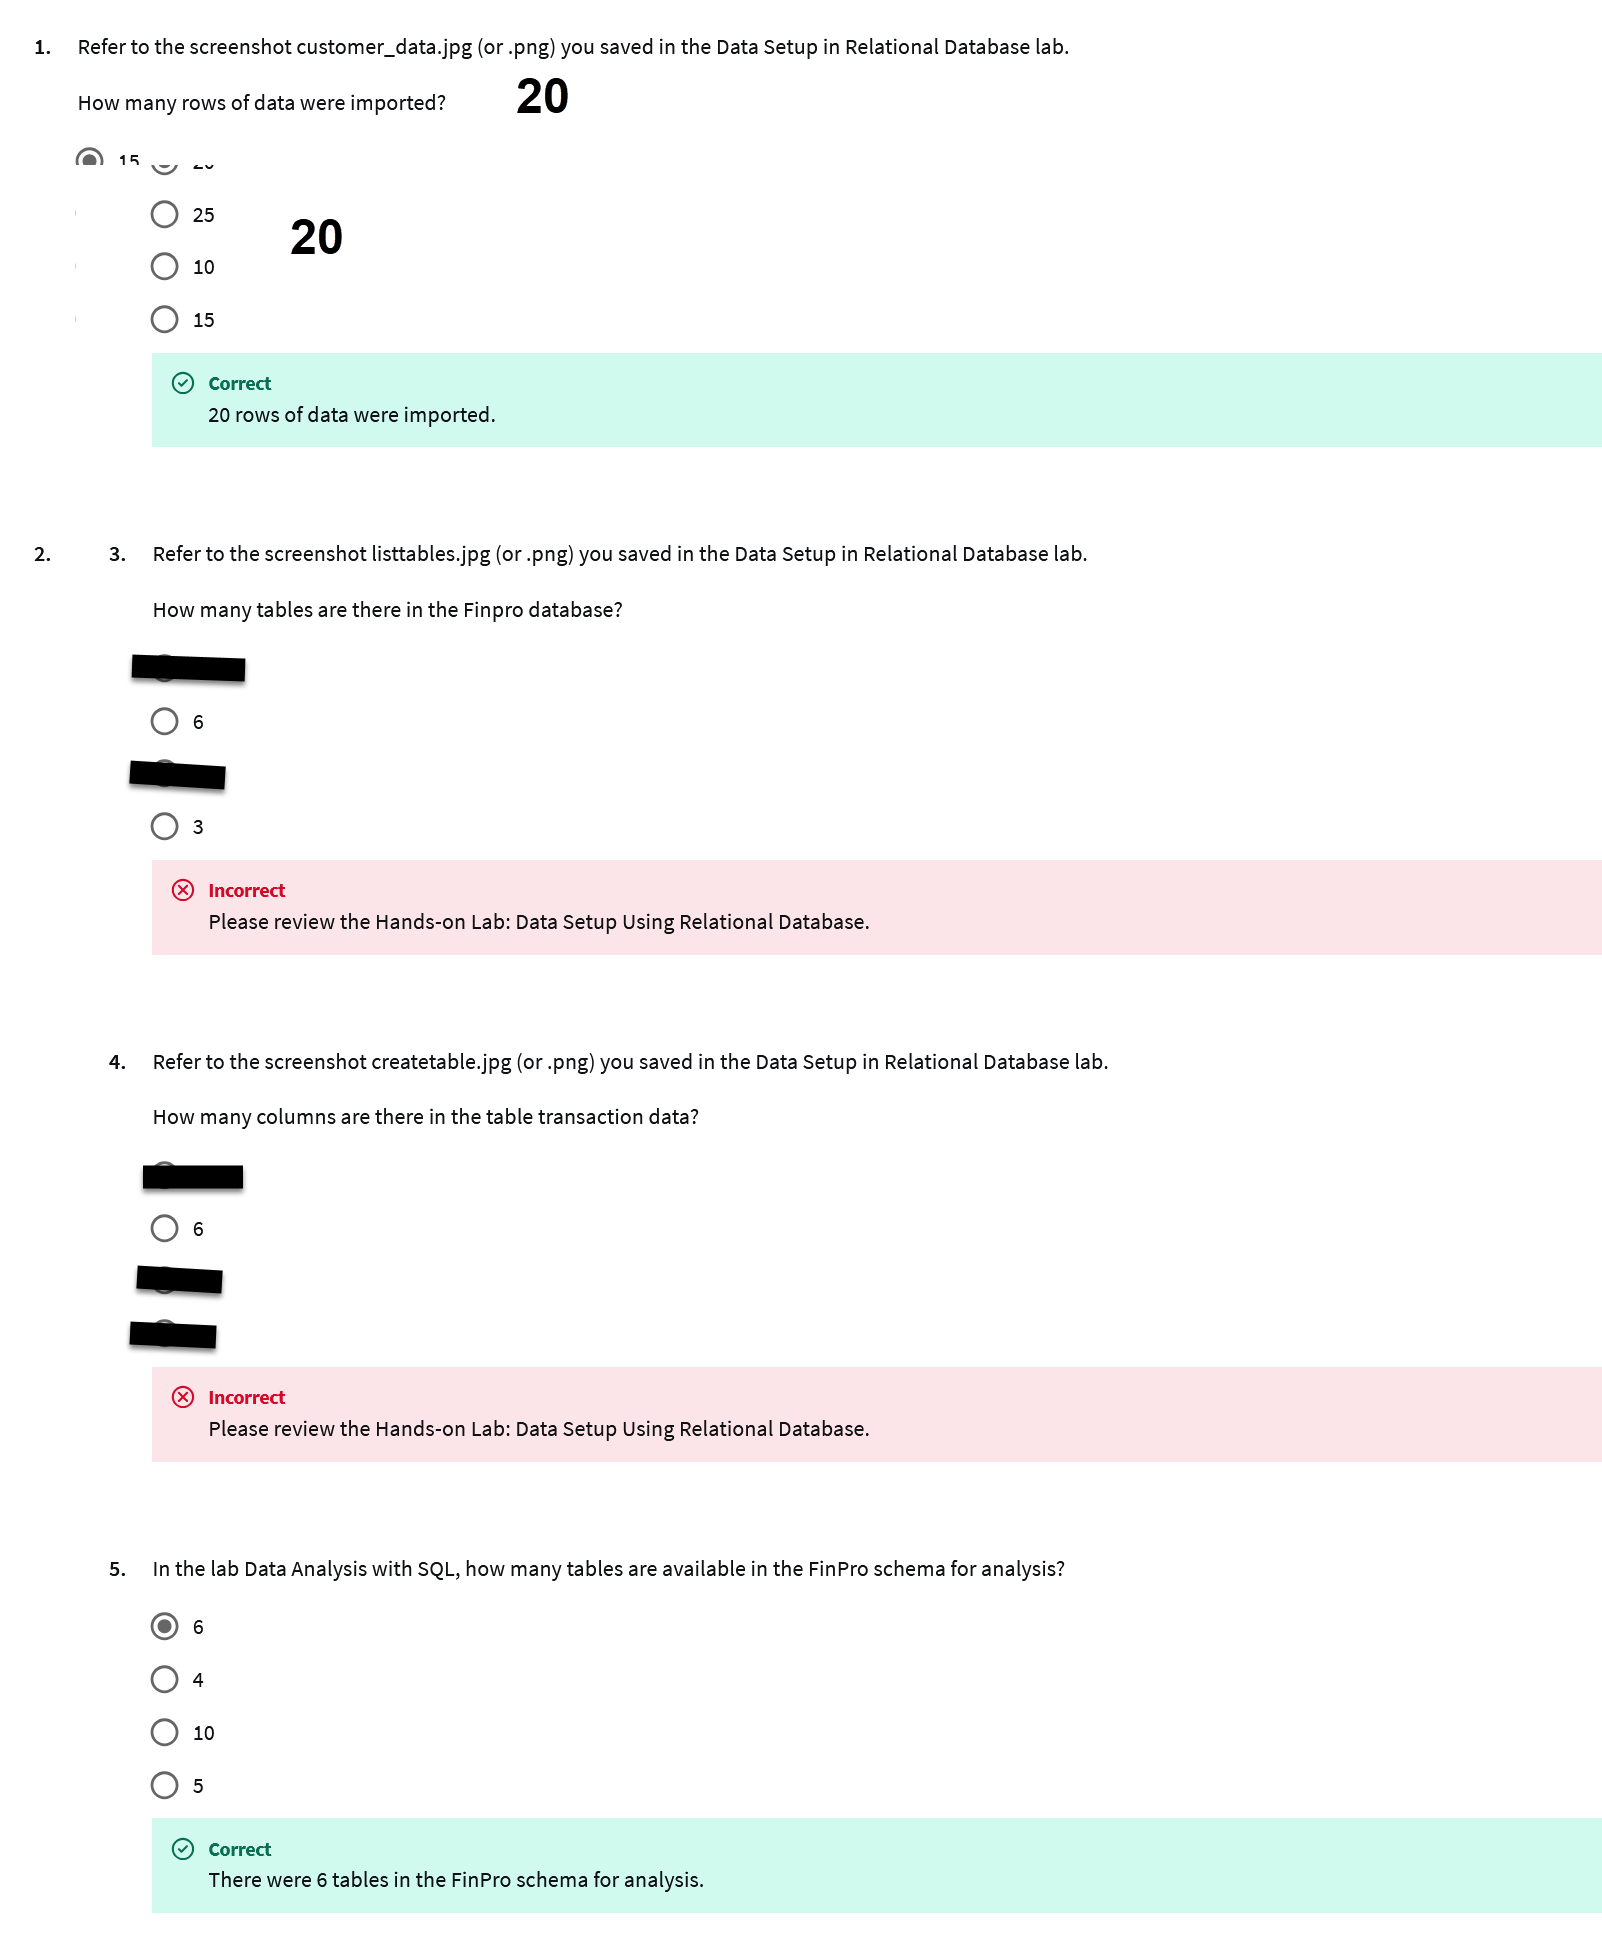 1. Refer to the screenshot customer_data.jpg (or .png) you saved in the Data Setup in Relational Database lab.
How many rows of data were imported? 20
15
25
20
10
15
Correct
20 rows of data were imported.
2. 3. Refer to the screenshot listtables.jpg (or .png) you saved in the Data Setup in Relational Database lab.
How many tables are there in the Finpro database?
6
3
Incorrect
Please review the Hands-on Lab: Data Setup Using Relational Database.
4. Refer to the screenshot createtable.jpg (or .png) you saved in the Data Setup in Relational Database lab.
How many columns are there in the table transaction data?
6
Incorrect
Please review the Hands-on Lab: Data Setup Using Relational Database.
5. In the lab Data Analysis with SQL, how many tables are available in the FinPro schema for analysis?
6
4
10
5
Correct
There were 6 tables in the FinPro schema for analysis.